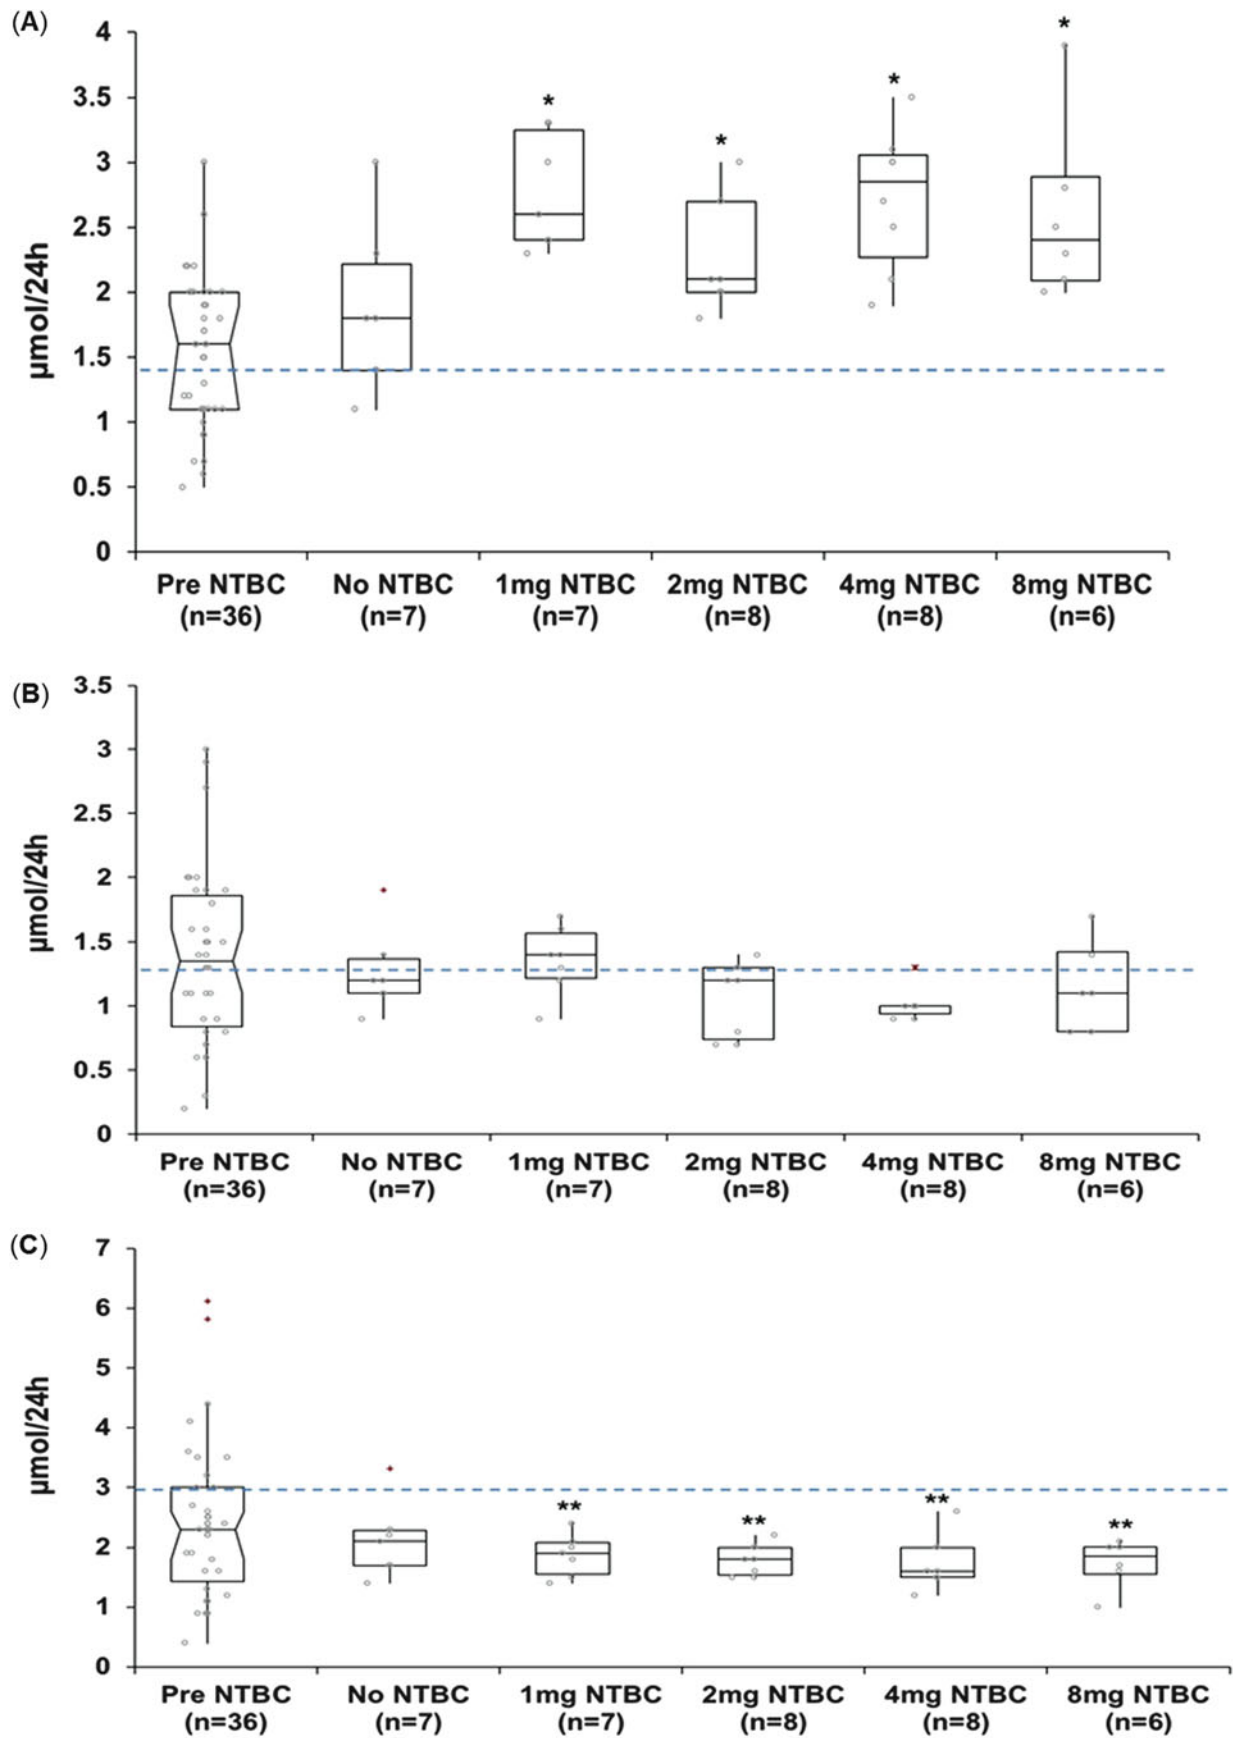 (A)
4
*
*
*
*
3.5
3
2.5
2
1.5
1
0.5
0
µmol/24h
Pre NTBC No NTBC 1mg NTBC 2mg NTBC 4mg NTBC 8mg NTBC
(n=36) (n=7) (n=7) (n=8) (n=8) (n=6)
(B)
3.5
3
2.5
2
1.5
1
0.5
0
µmol/24h
Pre NTBC No NTBC 1mg NTBC 2mg NTBC 4mg NTBC 8mg NTBC
(n=36) (n=7) (n=7) (n=8) (n=8) (n=6)
(C)
7
6
5
4
3
2
1
0
µmol/24h
** ** ** **
Pre NTBC No NTBC 1mg NTBC 2mg NTBC 4mg NTBC 8mg NTBC
(n=36) (n=7) (n=7) (n=8) (n=8) (n=6)